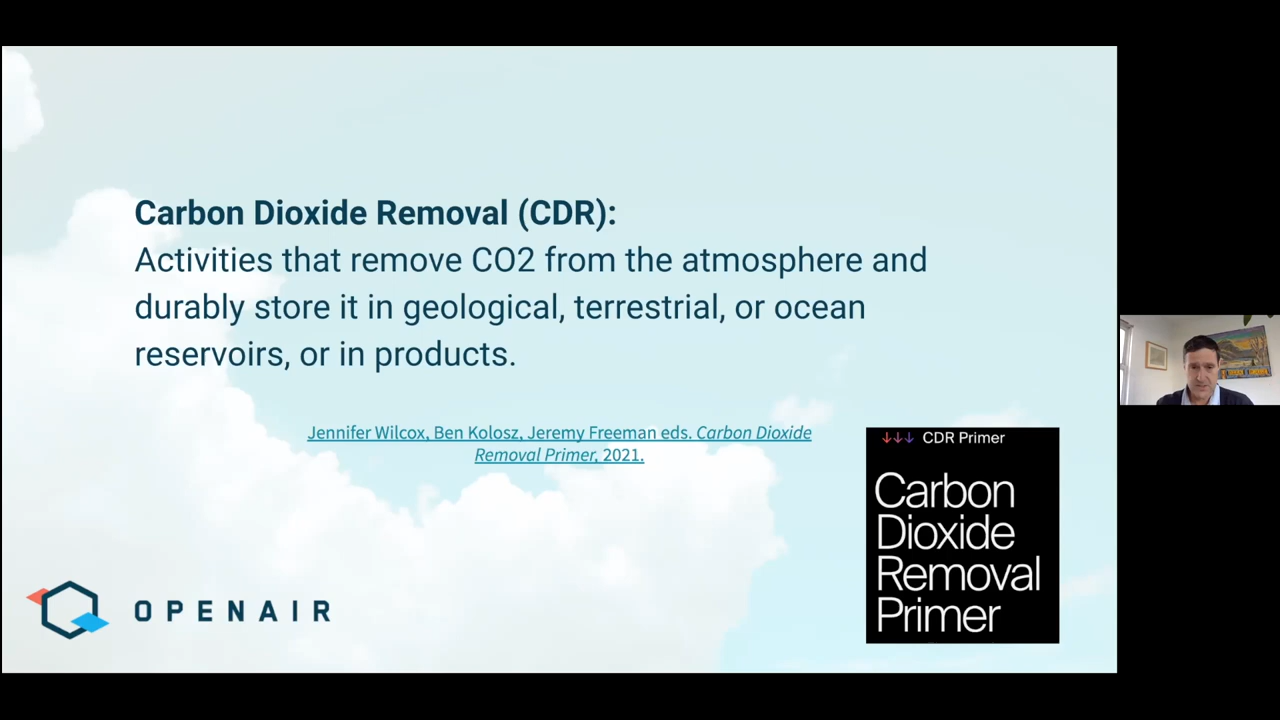 Carbon Dioxide Removal (CDR):
Activities that remove CO2 from the atmosphere and
durably store it in geological, terrestrial, or ocean
reservoirs, or in products.
Jennifer Wilcox, Ben Kolosz, Jeremy Freeman eds. Carbon Dioxide
Removal Primer, 2021.
CDR Primer
Carbon
Dioxide
Removal
Primer
OPENAIR